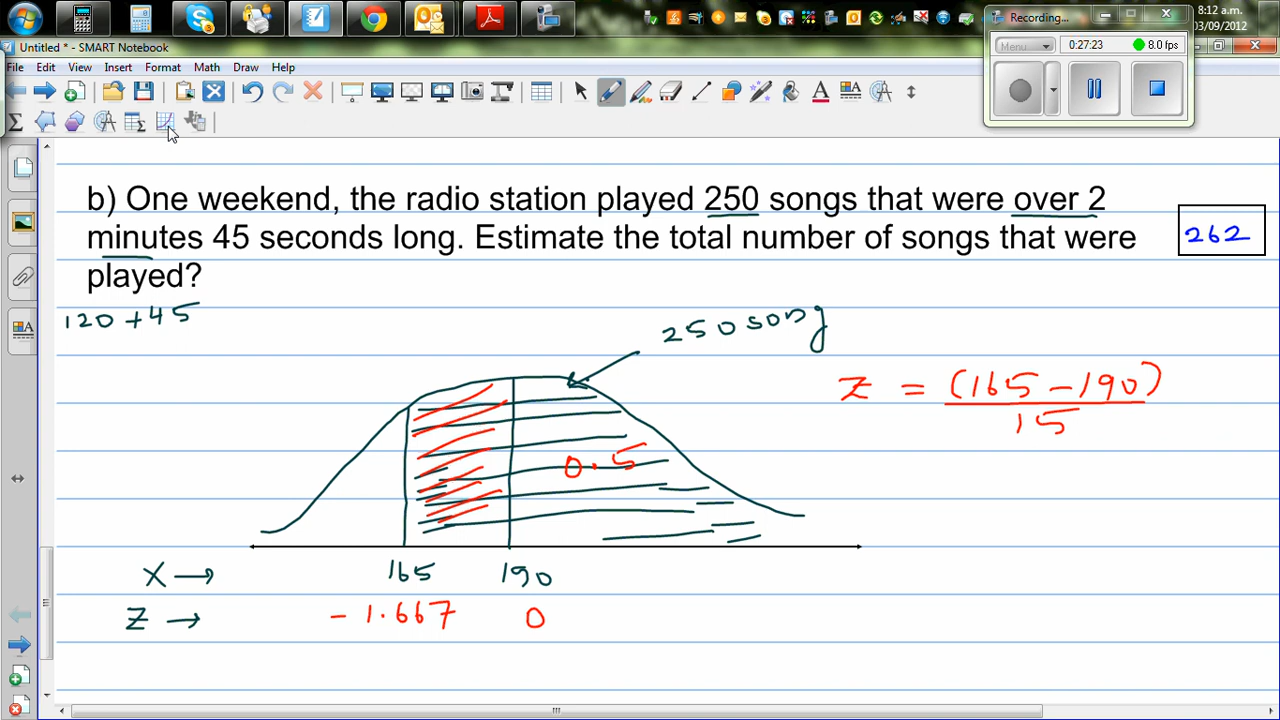 8:12 a.m.
Recording...
03/09/2012
Untitled * - SMART Notebook
Menu
0:27:23
8.0 fps
File Edit View Insert Format Math Draw Help
b) One weekend, the radio station played 250 songs that were over 2
minutes 45 seconds long. Estimate the total number of songs that were
played?
262
120 + 45
250 song
Z = (165 - 190)
15
0.5
X → 165 190
Z → - 1.667 0